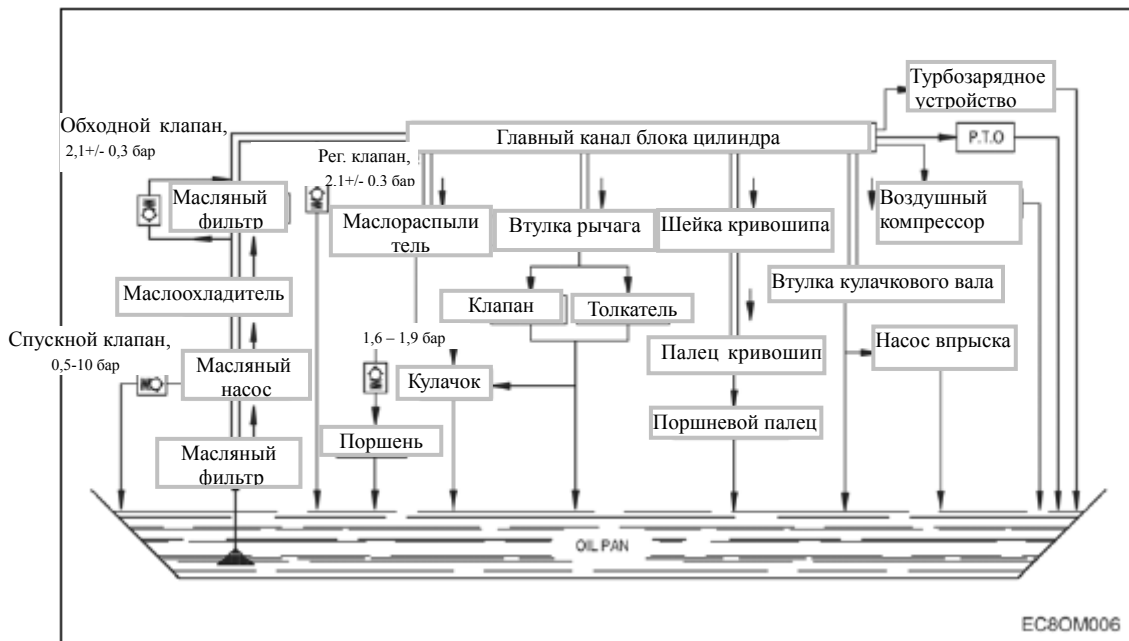 Турбозарядное
устройство
Обходной клапан,
2,1+/- 0,3 бар
Главный канал блока цилиндра
P.T.O
Рег. клапан,
2.1+/- 0.3 бар
Масляный
фильтр
Маслораспыли
тель
Втулка рычага
Шейка кривошипа
Воздушный
компрессор
Маслоохладитель
Клапан
Толкатель
Втулка кулачкового вала
Спускной клапан,
0,5-10 бар
1,6 – 1,9 бар
Масляный
насос
Кулачок
Палец кривошип
Насос впрыска
Поршень
Поршневой палец
Масляный
фильтр
OIL PAN
EC8OM006